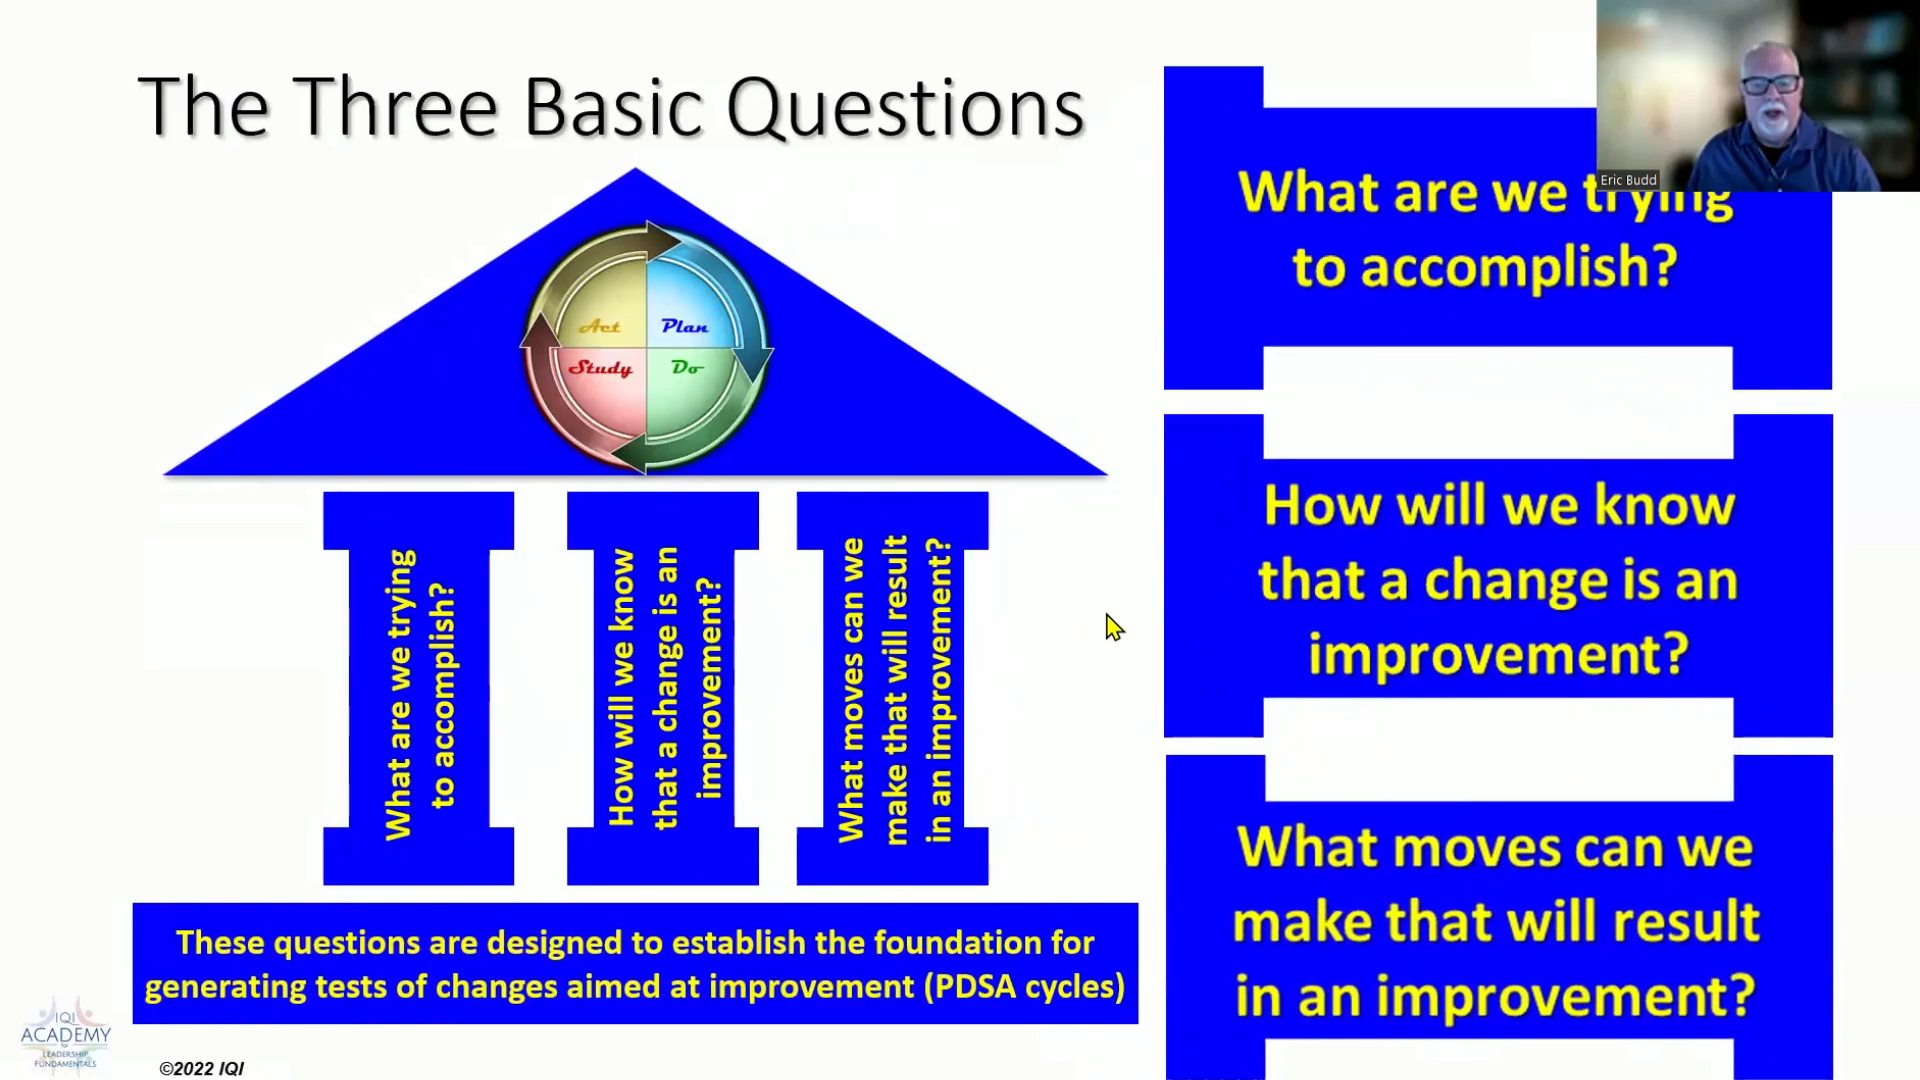 The Three Basic Questions
Act
Plan
Study
Do
What are we trying
to accomplish?
How will we know
that a change is an
improvement?
What moves can we
make that will result
in an improvement?
These questions are designed to establish the foundation for
generating tests of changes aimed at improvement (PDSA cycles)
What are we trying
to accomplish?
How will we know
that a change is an
improvement?
What moves can we
make that will result
in an improvement?
Eric Budd
IQI
ACADEMY
for
LEADERSHIP
FUNDAMENTALS
©2022 IQI